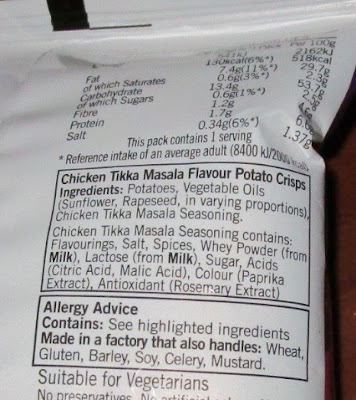 Per 100g
2162kJ
130kcal(6%*) 518kcal
Fat 7.4g(11%*) 29.7g
of which Saturates 0.6g(3%*) 2.3g
Carbohydrate 13.4g 53.7g
of which Sugars 0.6g(1%*)
Fibre 1.2g
Protein 1.7g
Salt 0.34g(6%*) 1.37g
This pack contains 1 serving
* Reference intake of an average adult (8400 kJ/2000 kcal)
Chicken Tikka Masala Flavour Potato Crisps
Ingredients: Potatoes, Vegetable Oils
(Sunflower, Rapeseed, in varying proportions),
Chicken Tikka Masala Seasoning.
Chicken Tikka Masala Seasoning contains:
Flavourings, Salt, Spices, Whey Powder (from
Milk), Lactose (from Milk), Sugar, Acids
(Citric Acid, Malic Acid), Colour (Paprika
Extract), Antioxidant (Rosemary Extract)
Allergy Advice
Contains: See highlighted ingredients
Made in a factory that also handles: Wheat,
Gluten, Barley, Soy, Celery, Mustard.
Suitable for Vegetarians
No preservatives, No artificial